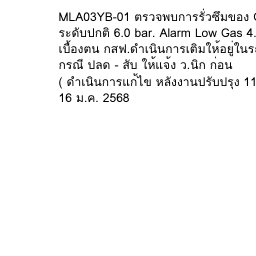 MLA03YB-01 ตรวจพบการรั่วซึมของ
ระดับปกติ 6.0 bar. Alarm Low Gas 4.
เบื้องตน กสฟ.ดำเนินการเติมให้อยู่ใน
กรณี ปลด - สับ ให้แจ้ง ว.นิก ก่อน
( ดำเนินการแก้ไข หลังงานปรับปรุง 11
16 ม.ค. 2568